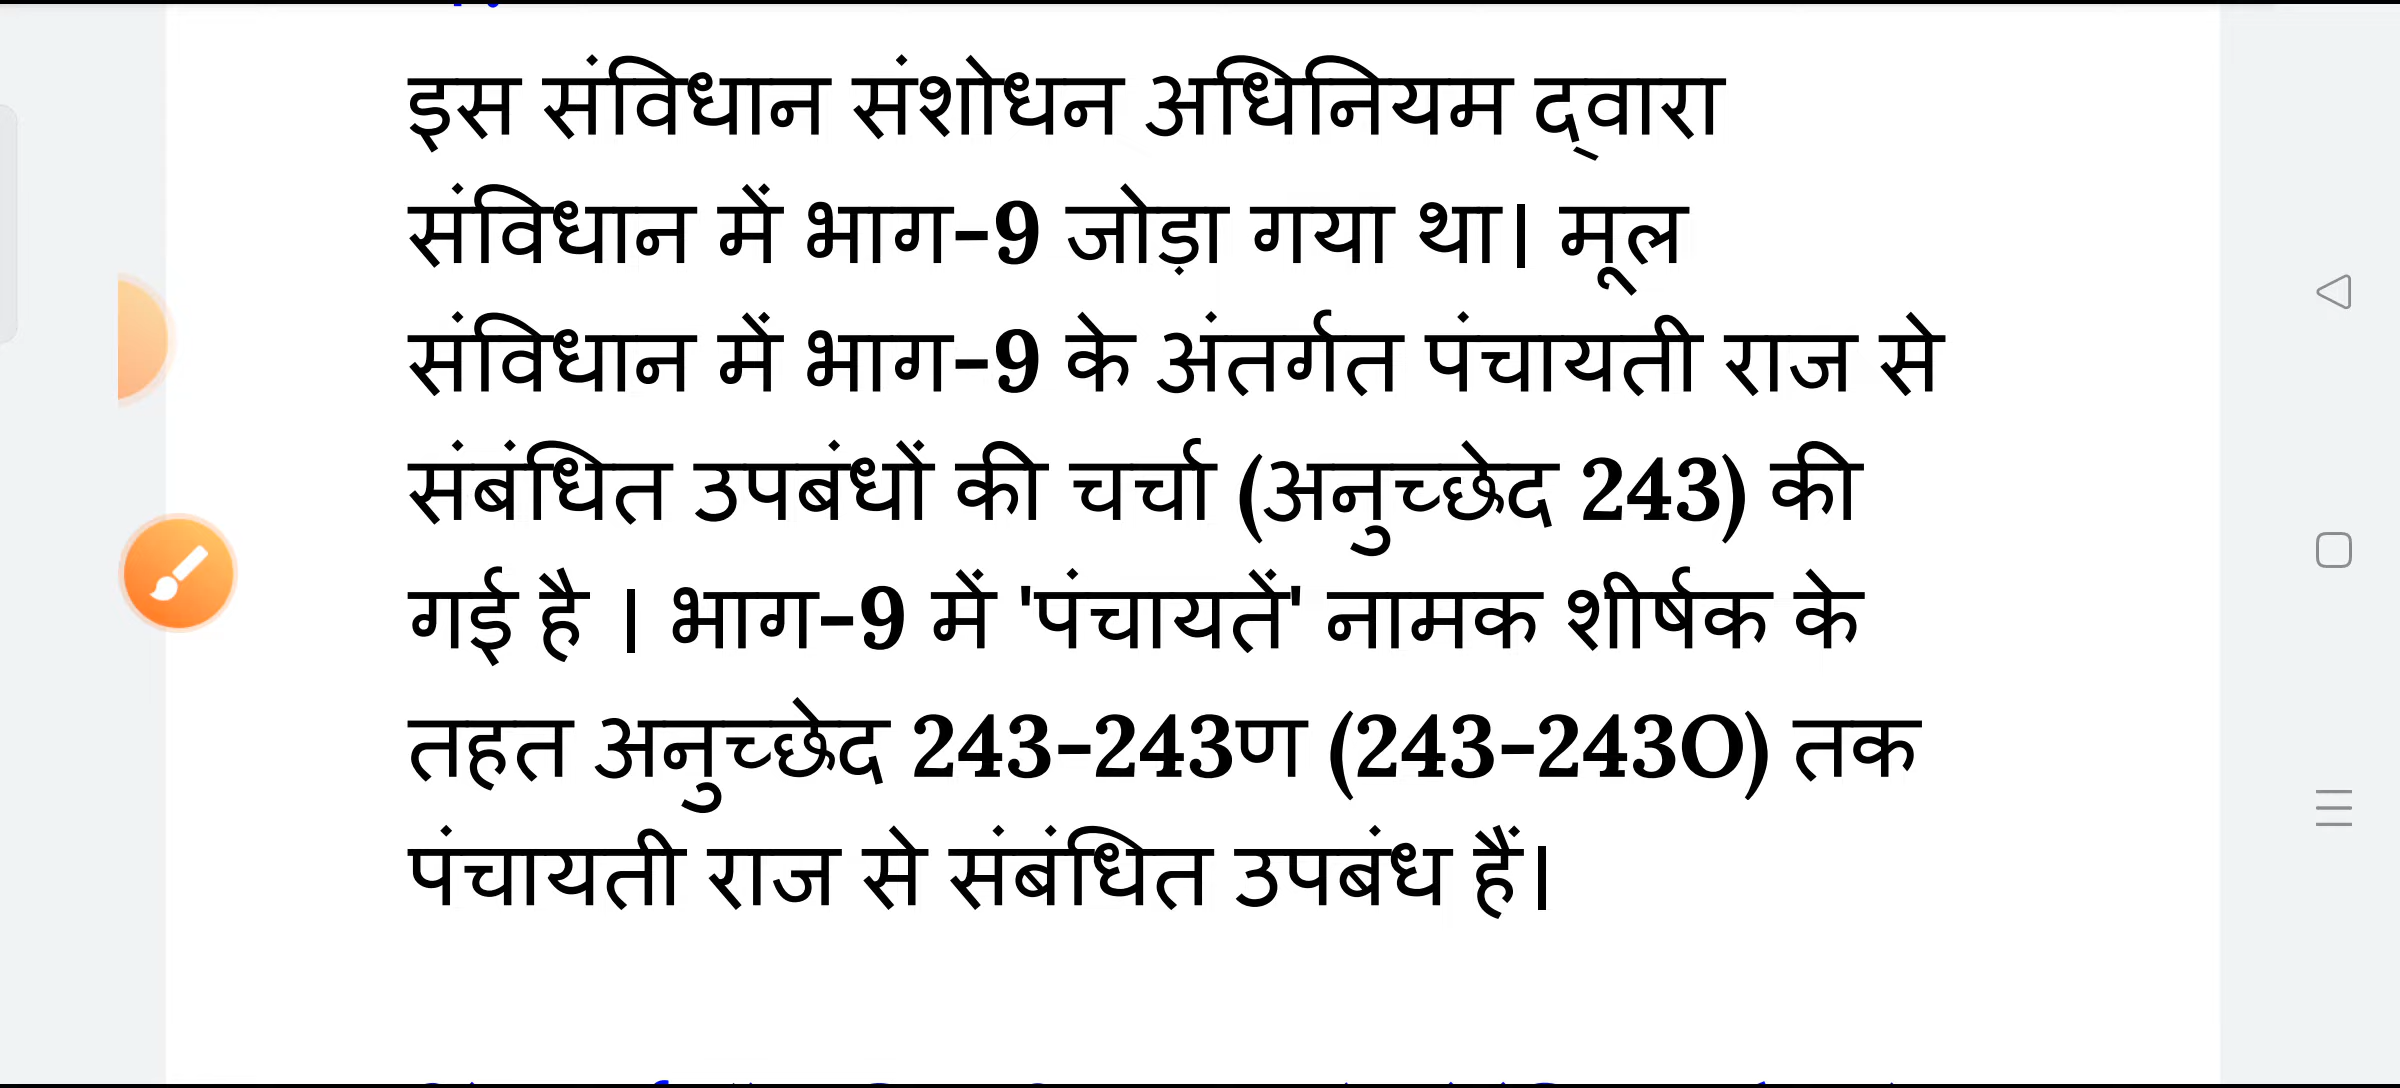 इस संविधान संशोधन अधिनियम द्वारा
संविधान में भाग-9 जोड़ा गया था। मूल
संविधान में भाग-9 के अंतर्गत पंचायती राज से
संबंधित उपबंधों की चर्चा (अनुच्छेद 243) की
गई है । भाग-9 में 'पंचायतें' नामक शीर्षक के
तहत अनुच्छेद 243-243ण (243-243O) तक
पंचायती राज से संबंधित उपबंध हैं।